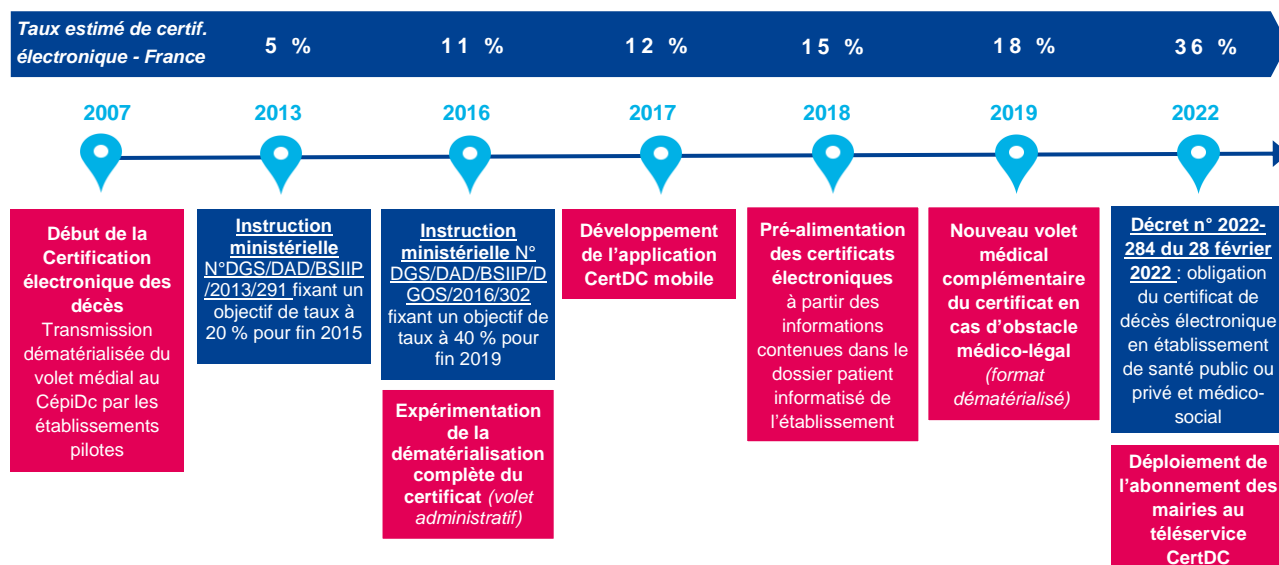 Taux estimé de certif.
électronique - France
5 %
11 %
12 %
15 %
18 %
36 %
2007
2013
2016
2017
2018
2019
2022
Début de la
Certification
électronique des
décès
Transmission
dématérialisée du
volet médial au
CépiDc par les
établissements
pilotes
Instruction
ministérielle
N°DGS/DAD/BSIIP
/2013/291 fixant un
objectif de taux à
20 % pour fin 2015
Instruction
ministérielle N°
DGS/DAD/BSIIP/D
GOS/2016/302
fixant un objectif de
taux à 40 % pour
fin 2019
Expérimentation
de la
dématérialisation
complète du
certificat (volet
administratif)
Développement
de l'application
CertDC mobile
Pré-alimentation
des certificats
électroniques
à partir des
informations
contenues dans le
dossier patient
informatisé de
l'établissement
Nouveau volet
médical
complémentaire
du certificat en
cas d'obstacle
médico-légal
(format
dématérialisé)
Décret n° 2022-
284 du 28 février
2022 : obligation
du certificat de
décès électronique
en établissement
de santé public ou
privé et médico-
social
Déploiement de
l'abonnement des
mairies au
téléservice
CertDC